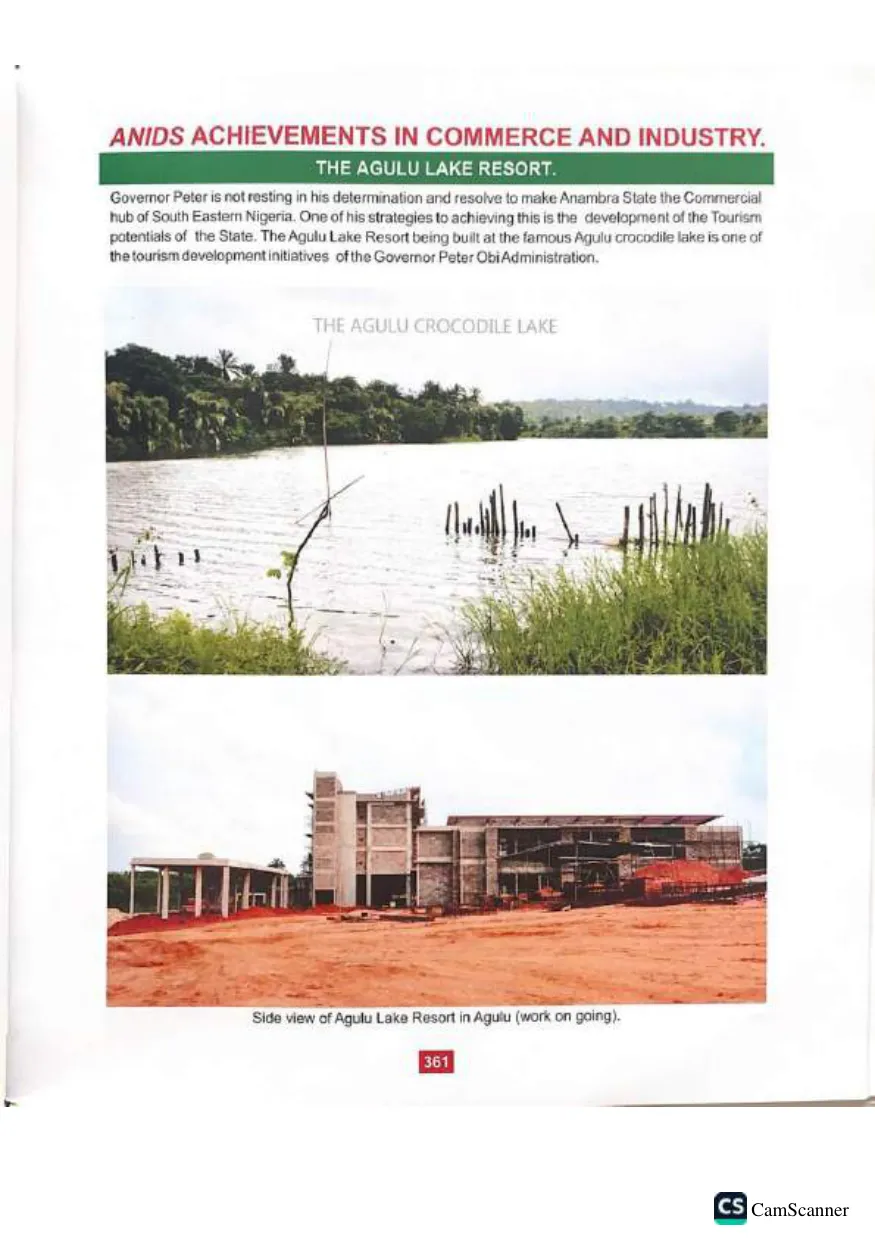 ANIDS ACHIEVEMENTS IN COMMERCE AND INDUSTRY.
THE AGULU LAKE RESORT.
Governor Peter is not resting in his determination and resolve to make Anambra State the Commercial
hub of South Eastern Nigeria. One of his strategies to achieving this is the development of the Tourism
potentials of the State. The Agulu Lake Resort being built at the famous Agulu crocodile lake is one of
the tourism development initiatives of the Governor Peter Obi Administration.
THE AGULU CROCODILE LAKE
Side view of Agulu Lake Resort in Agulu (work on going).
361
CS CamScanner